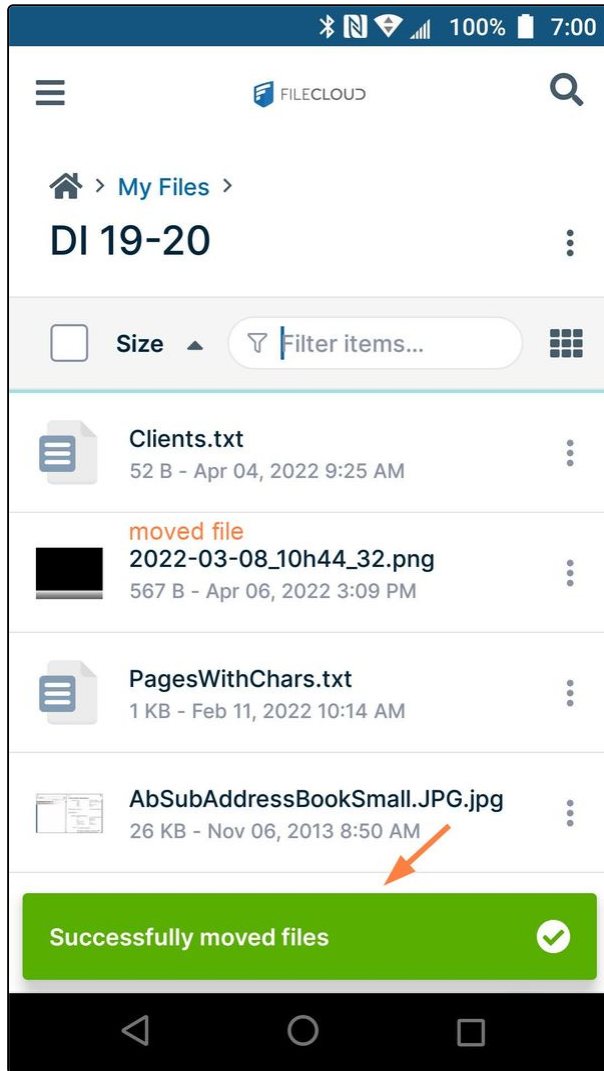 100% 7:00
FILECLOUD
My Files
DI 19-20
Size Filter items...
Clients.txt
52 B - Apr 04, 2022 9:25 AM
moved file
2022-03-08_10h44_32.png
567 B - Apr 06, 2022 3:09 PM
PagesWithChars.txt
1 KB - Feb 11, 2022 10:14 AM
AbSubAddressBookSmall.JPG.jpg
26 KB - Nov 06, 2013 8:50 AM
Successfully moved files